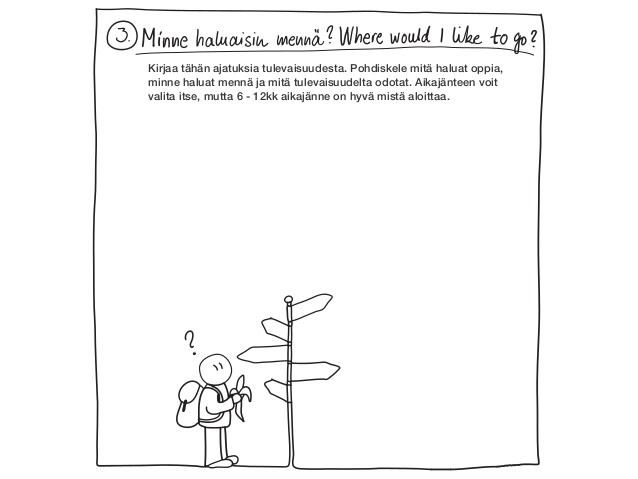 3. Minne haluaisin mennä? Where would I like to go?
Kirjaa tähän ajatuksia tulevaisuudesta. Pohdiskele mitä haluat oppia,
minne haluat mennä ja mitä tulevaisuudelta odotat. Aikajänteen voit
valita itse, mutta 6 - 12kk aikajänne on hyvä mistä aloittaa.
?